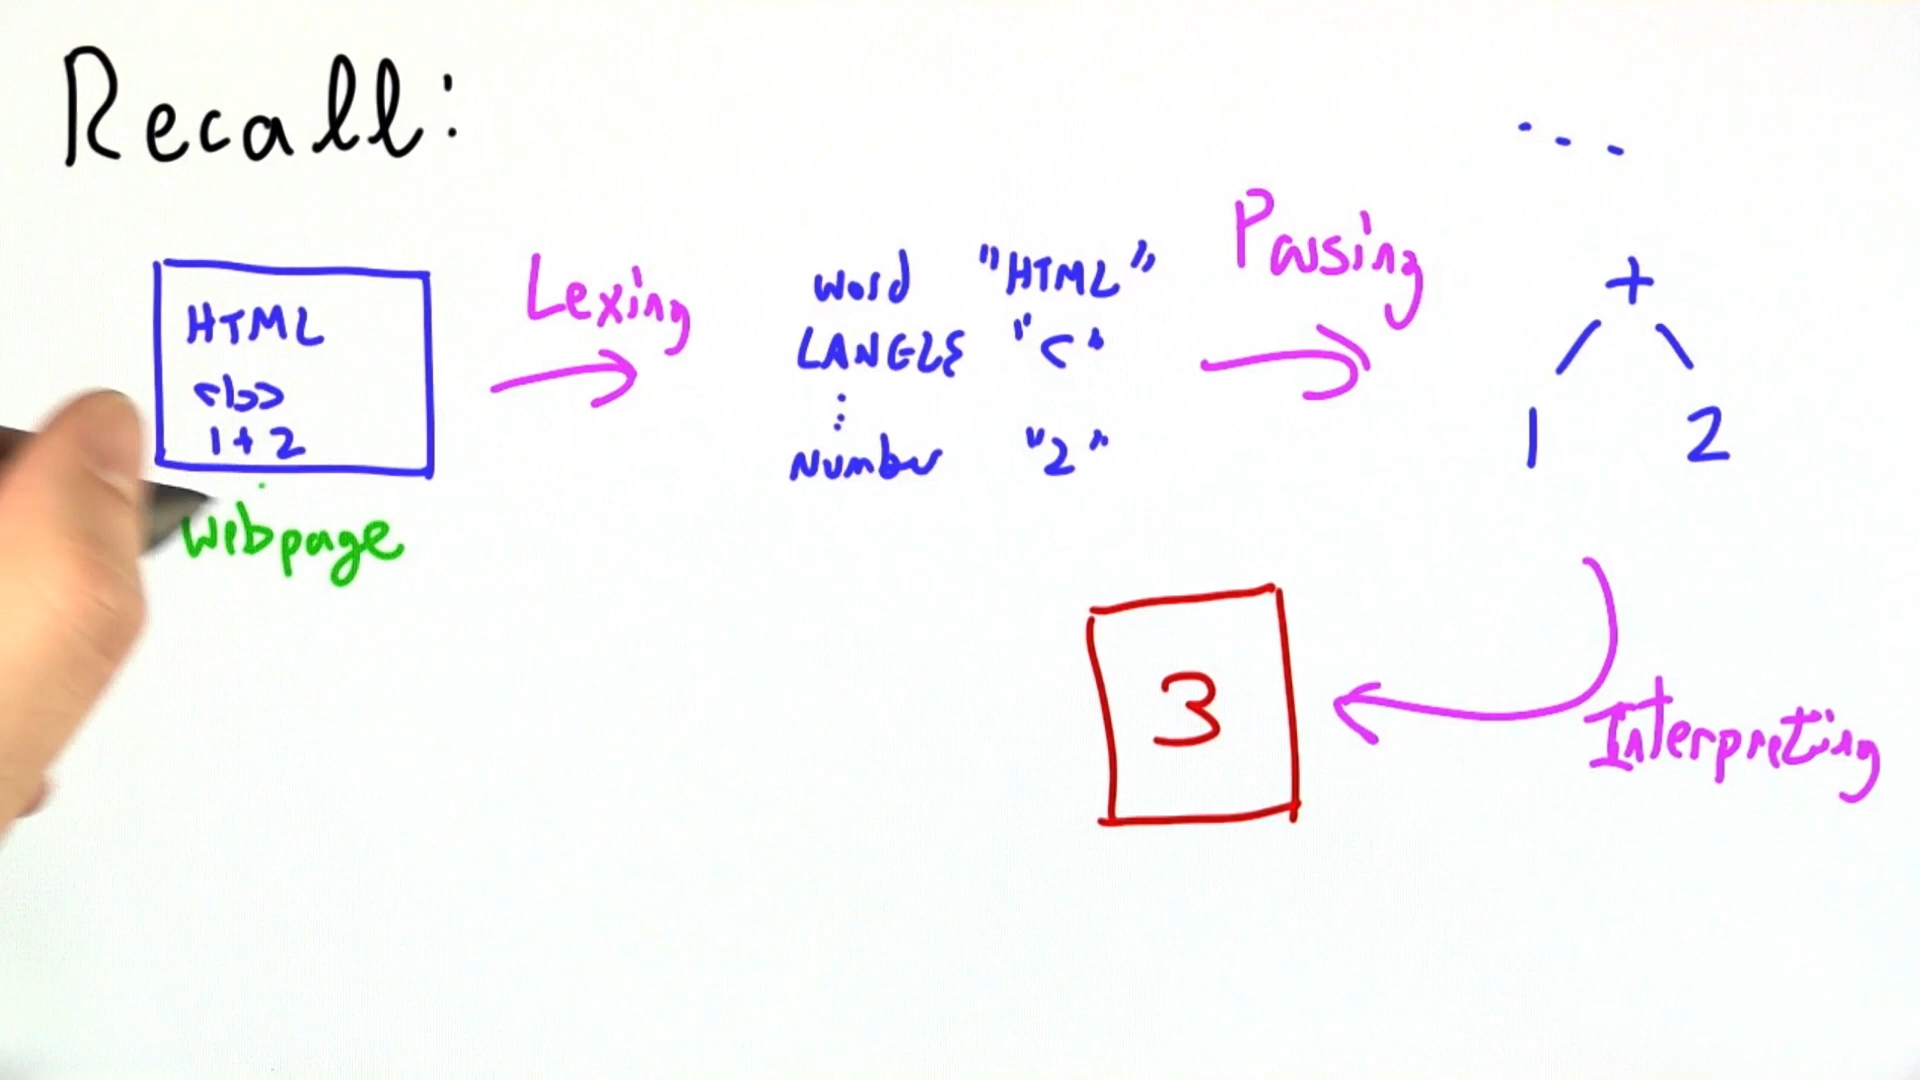 Recall:
HTML
<b>
1+2
Webpage
Lexing
word "HTML"
LANGLE "<"
⋮
Number "2"
Parsing
...
+
1 2
Interpreting
3